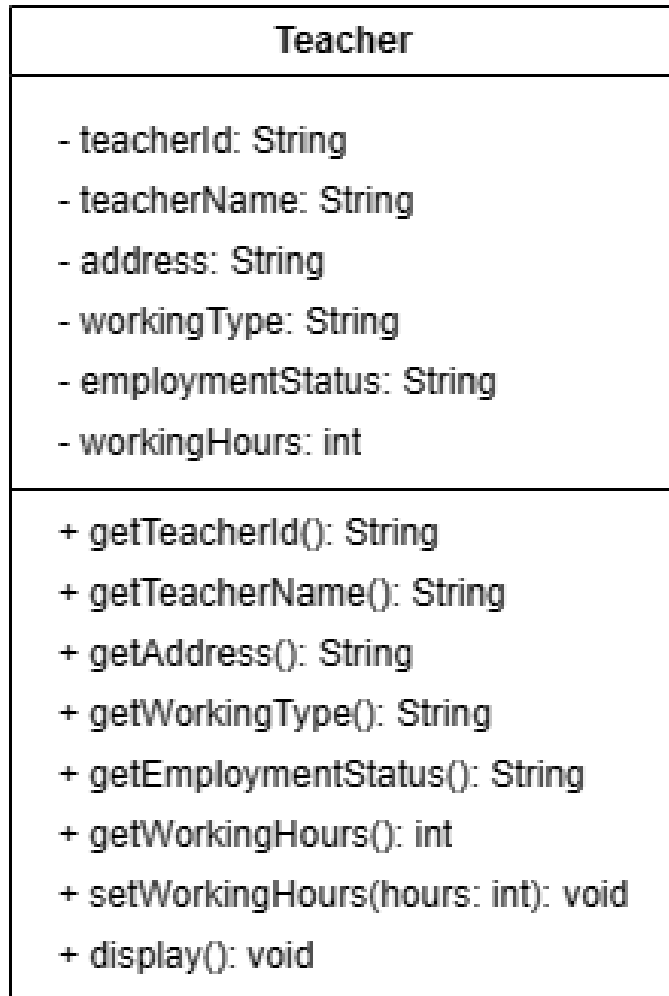 Teacher
- teacherId: String
- teacherName: String
- address: String
- workingType: String
- employmentStatus: String
- workingHours: int
+ getTeacherId(): String
+ getTeacherName(): String
+ getAddress(): String
+ getWorkingType(): String
+ getEmploymentStatus(): String
+ getWorkingHours(): int
+ setWorkingHours(hours: int): void
+ display(): void